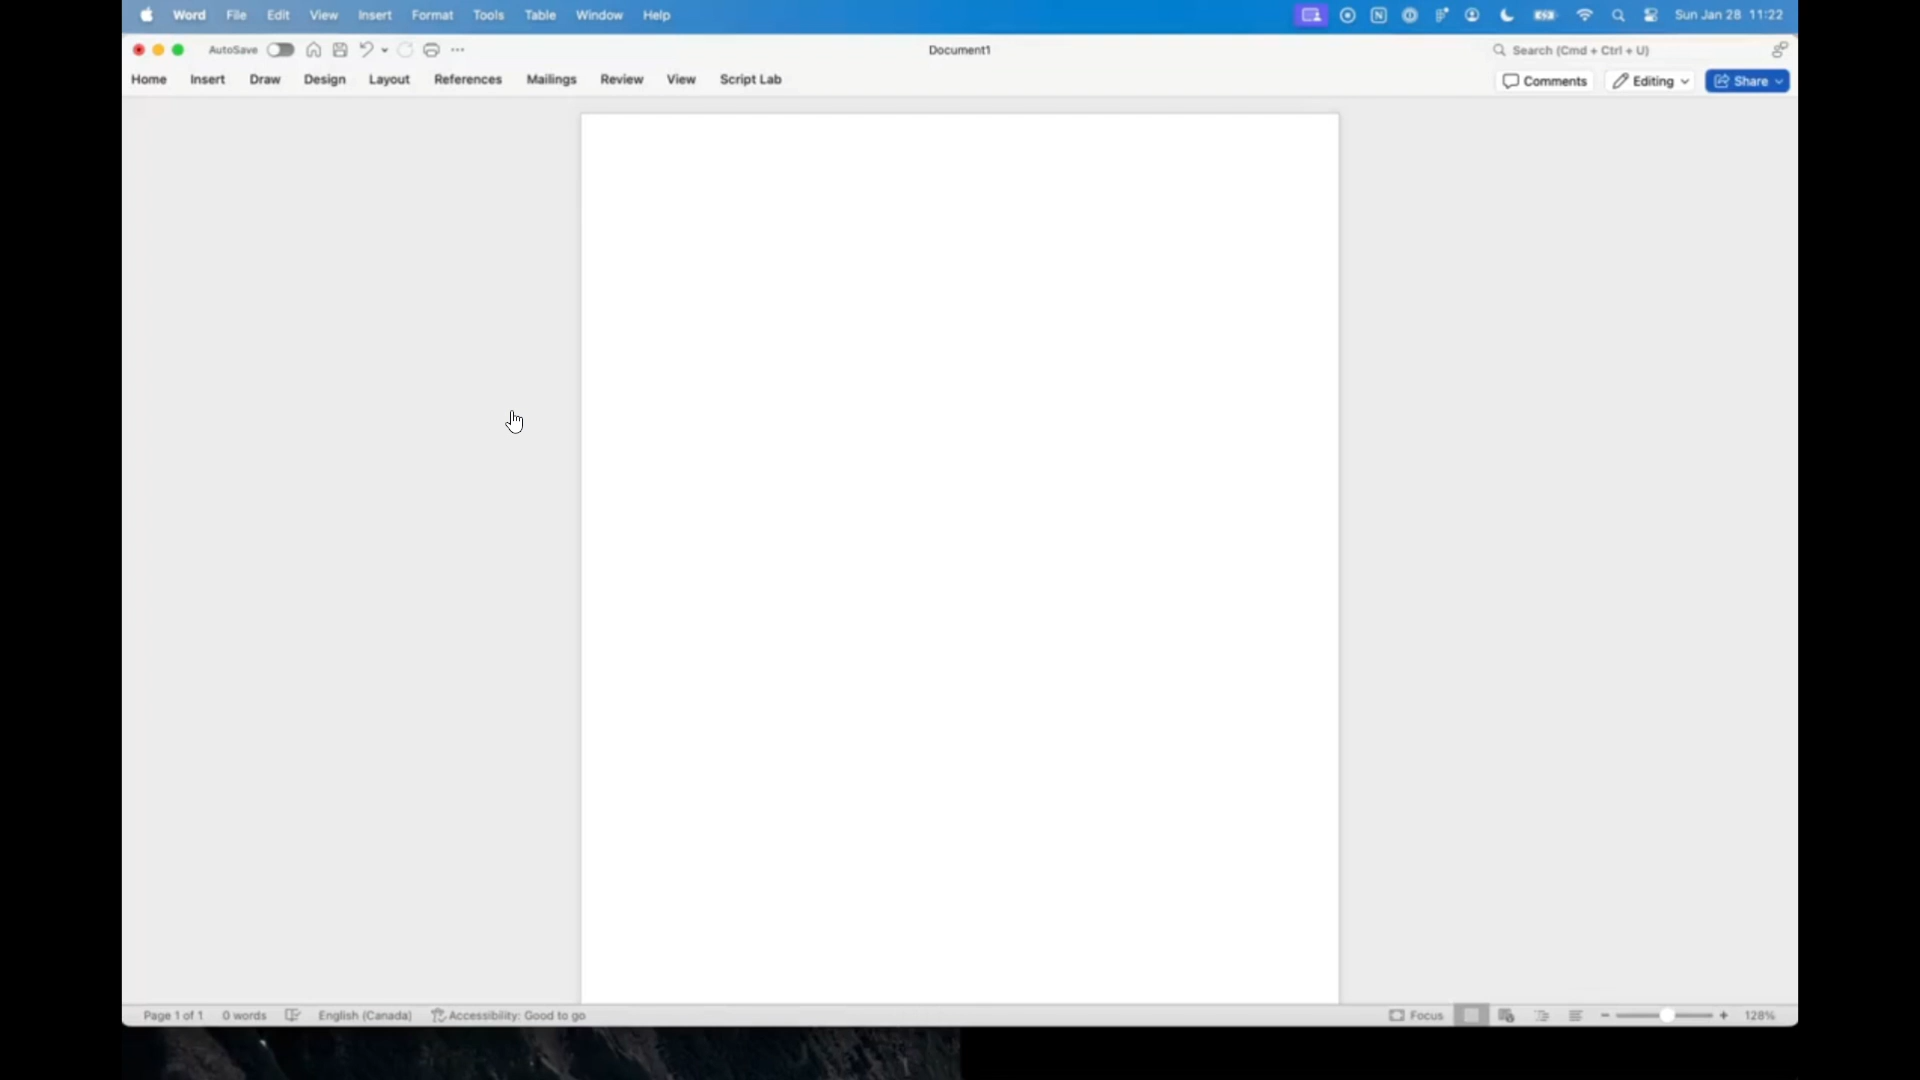 Word File Edit View Insert Format Tools Table Window Help Sun Jan 28 11:22
AutoSave Document1 Search (Cmd + Ctrl + U)
Home Insert Draw Design Layout References Mailings Review View Script Lab Comments Editing Share
Page 1 of 1 0 words English (Canada) Accessibility: Good to go Focus 128%